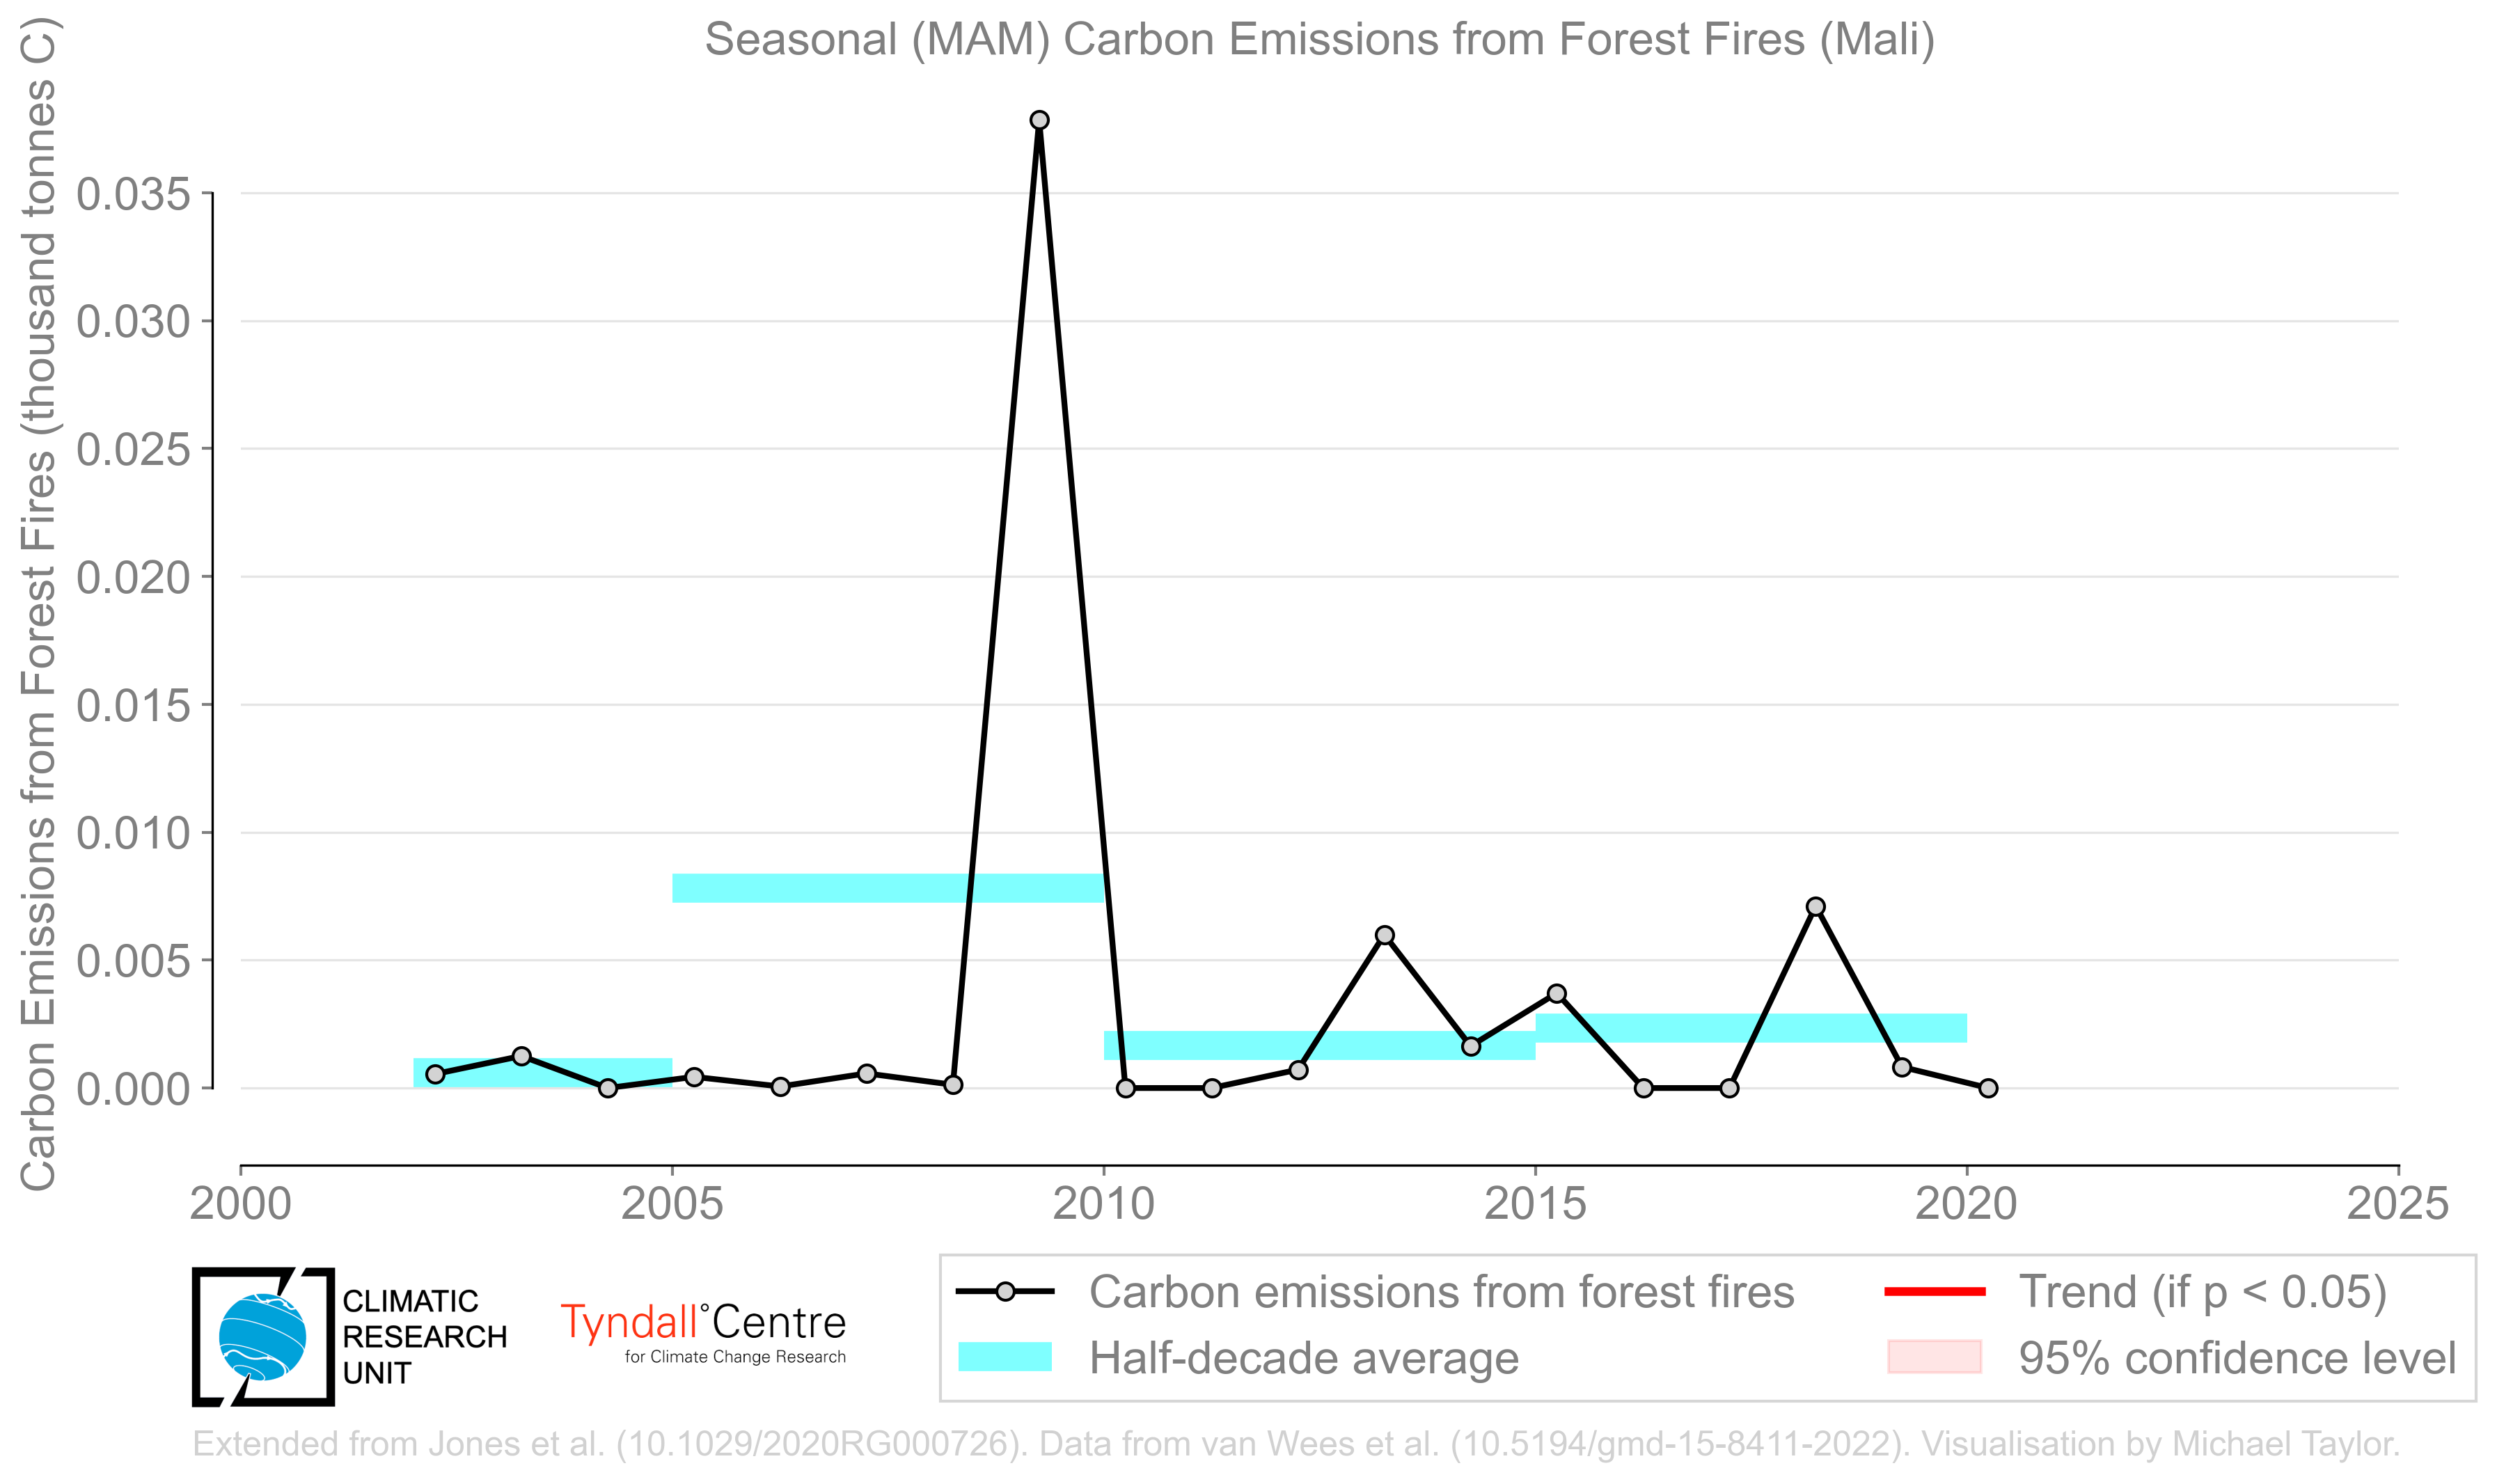 Seasonal (MAM) Carbon Emissions from Forest Fires (Mali)
Carbon Emissions from Forest Fires (thousand tonnes C)
0.035
0.030
0.025
0.020
0.015
0.010
0.005
0.000
2000 2005 2010 2015 2020 2025
CLIMATIC
RESEARCH
UNIT
Tyndall°Centre
for Climate Change Research
Carbon emissions from forest fires
Half-decade average
Trend (if p < 0.05)
95% confidence level
Extended from Jones et al. (10.1029/2020RG000726). Data from van Wees et al. (10.5194/gmd-15-8411-2022). Visualisation by Michael Taylor.